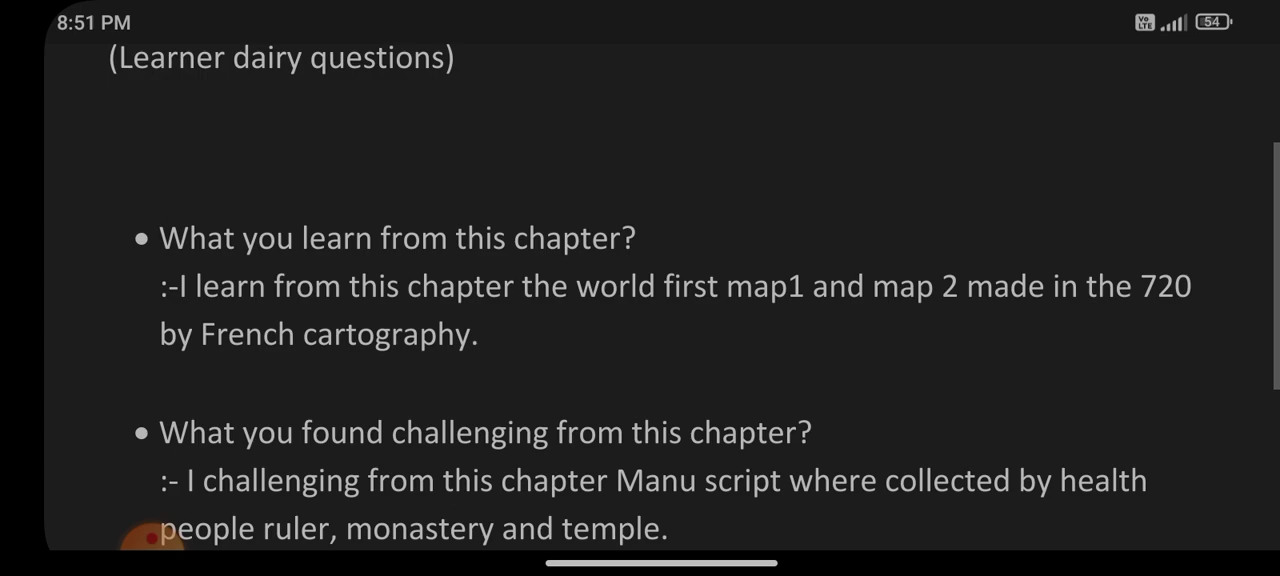 8:51 PM
Vo LTE
54
(Learner dairy questions)
• What you learn from this chapter?
:-I learn from this chapter the world first map1 and map 2 made in the 720
by French cartography.
• What you found challenging from this chapter?
:- I challenging from this chapter Manu script where collected by health
people ruler, monastery and temple.